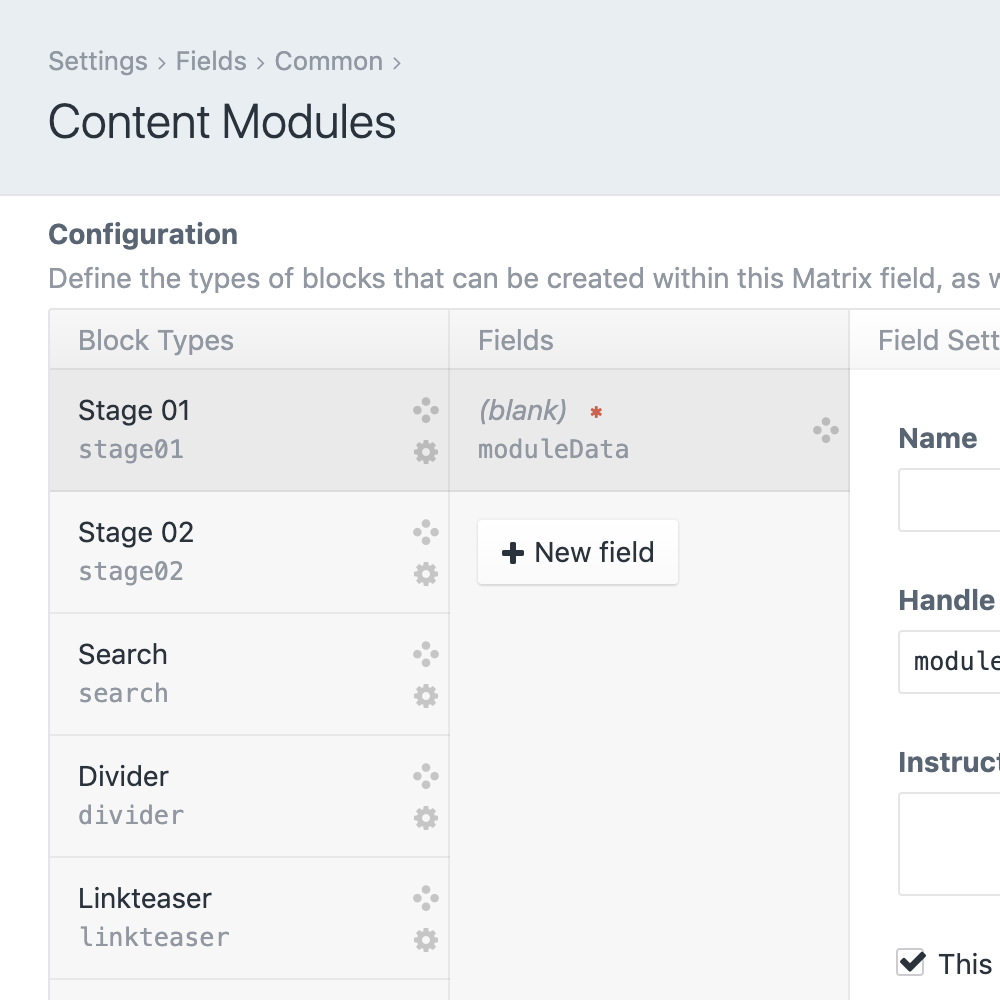 Settings › Fields › Common ›
Content Modules
Configuration
Define the types of blocks that can be created within this Matrix field, as
Block Types
Fields
Field
Stage 01
stage01
(blank) *
moduleData
Name
Stage 02
stage02
+ New field
Handle
module
Search
search
Divider
divider
Linkteaser
linkteaser
This